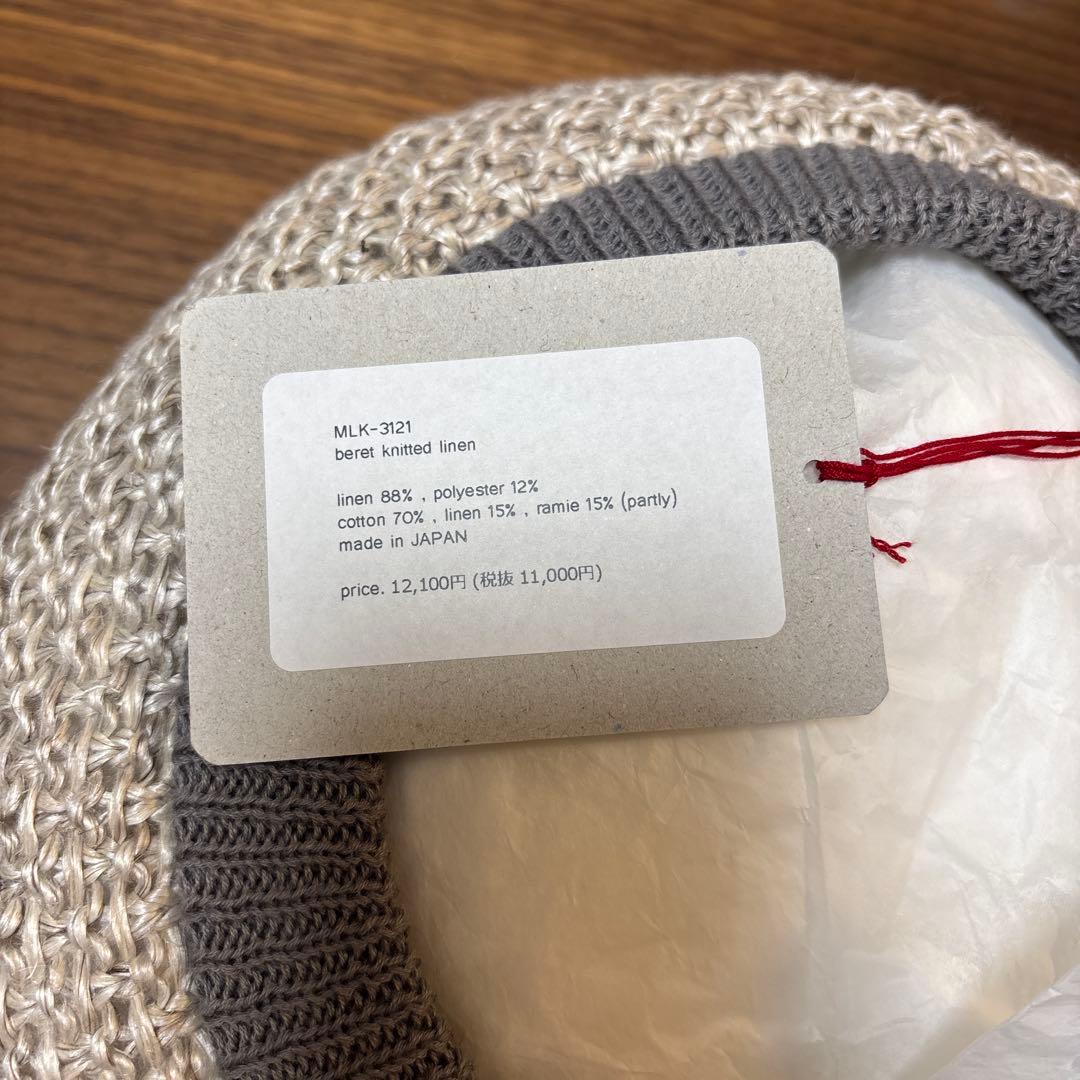 MLK-3121
beret knitted linen
linen 88% , polyester 12%
cotton 70% , linen 15% , ramie 15% (partly)
made in JAPAN
price. 12,100円 (税抜 11,000円)